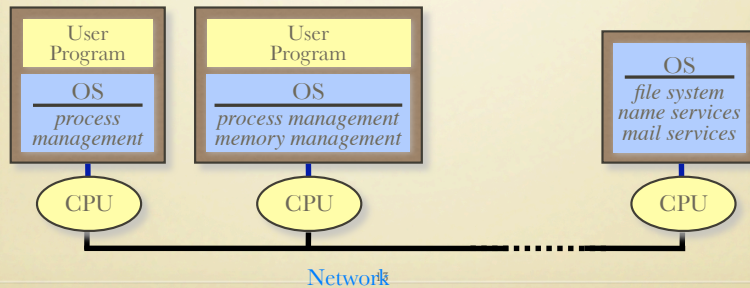 User
Program
OS
process
management
User
Program
OS
process management
memory management
OS
file system
name services
mail services
CPU
CPU
CPU
Network